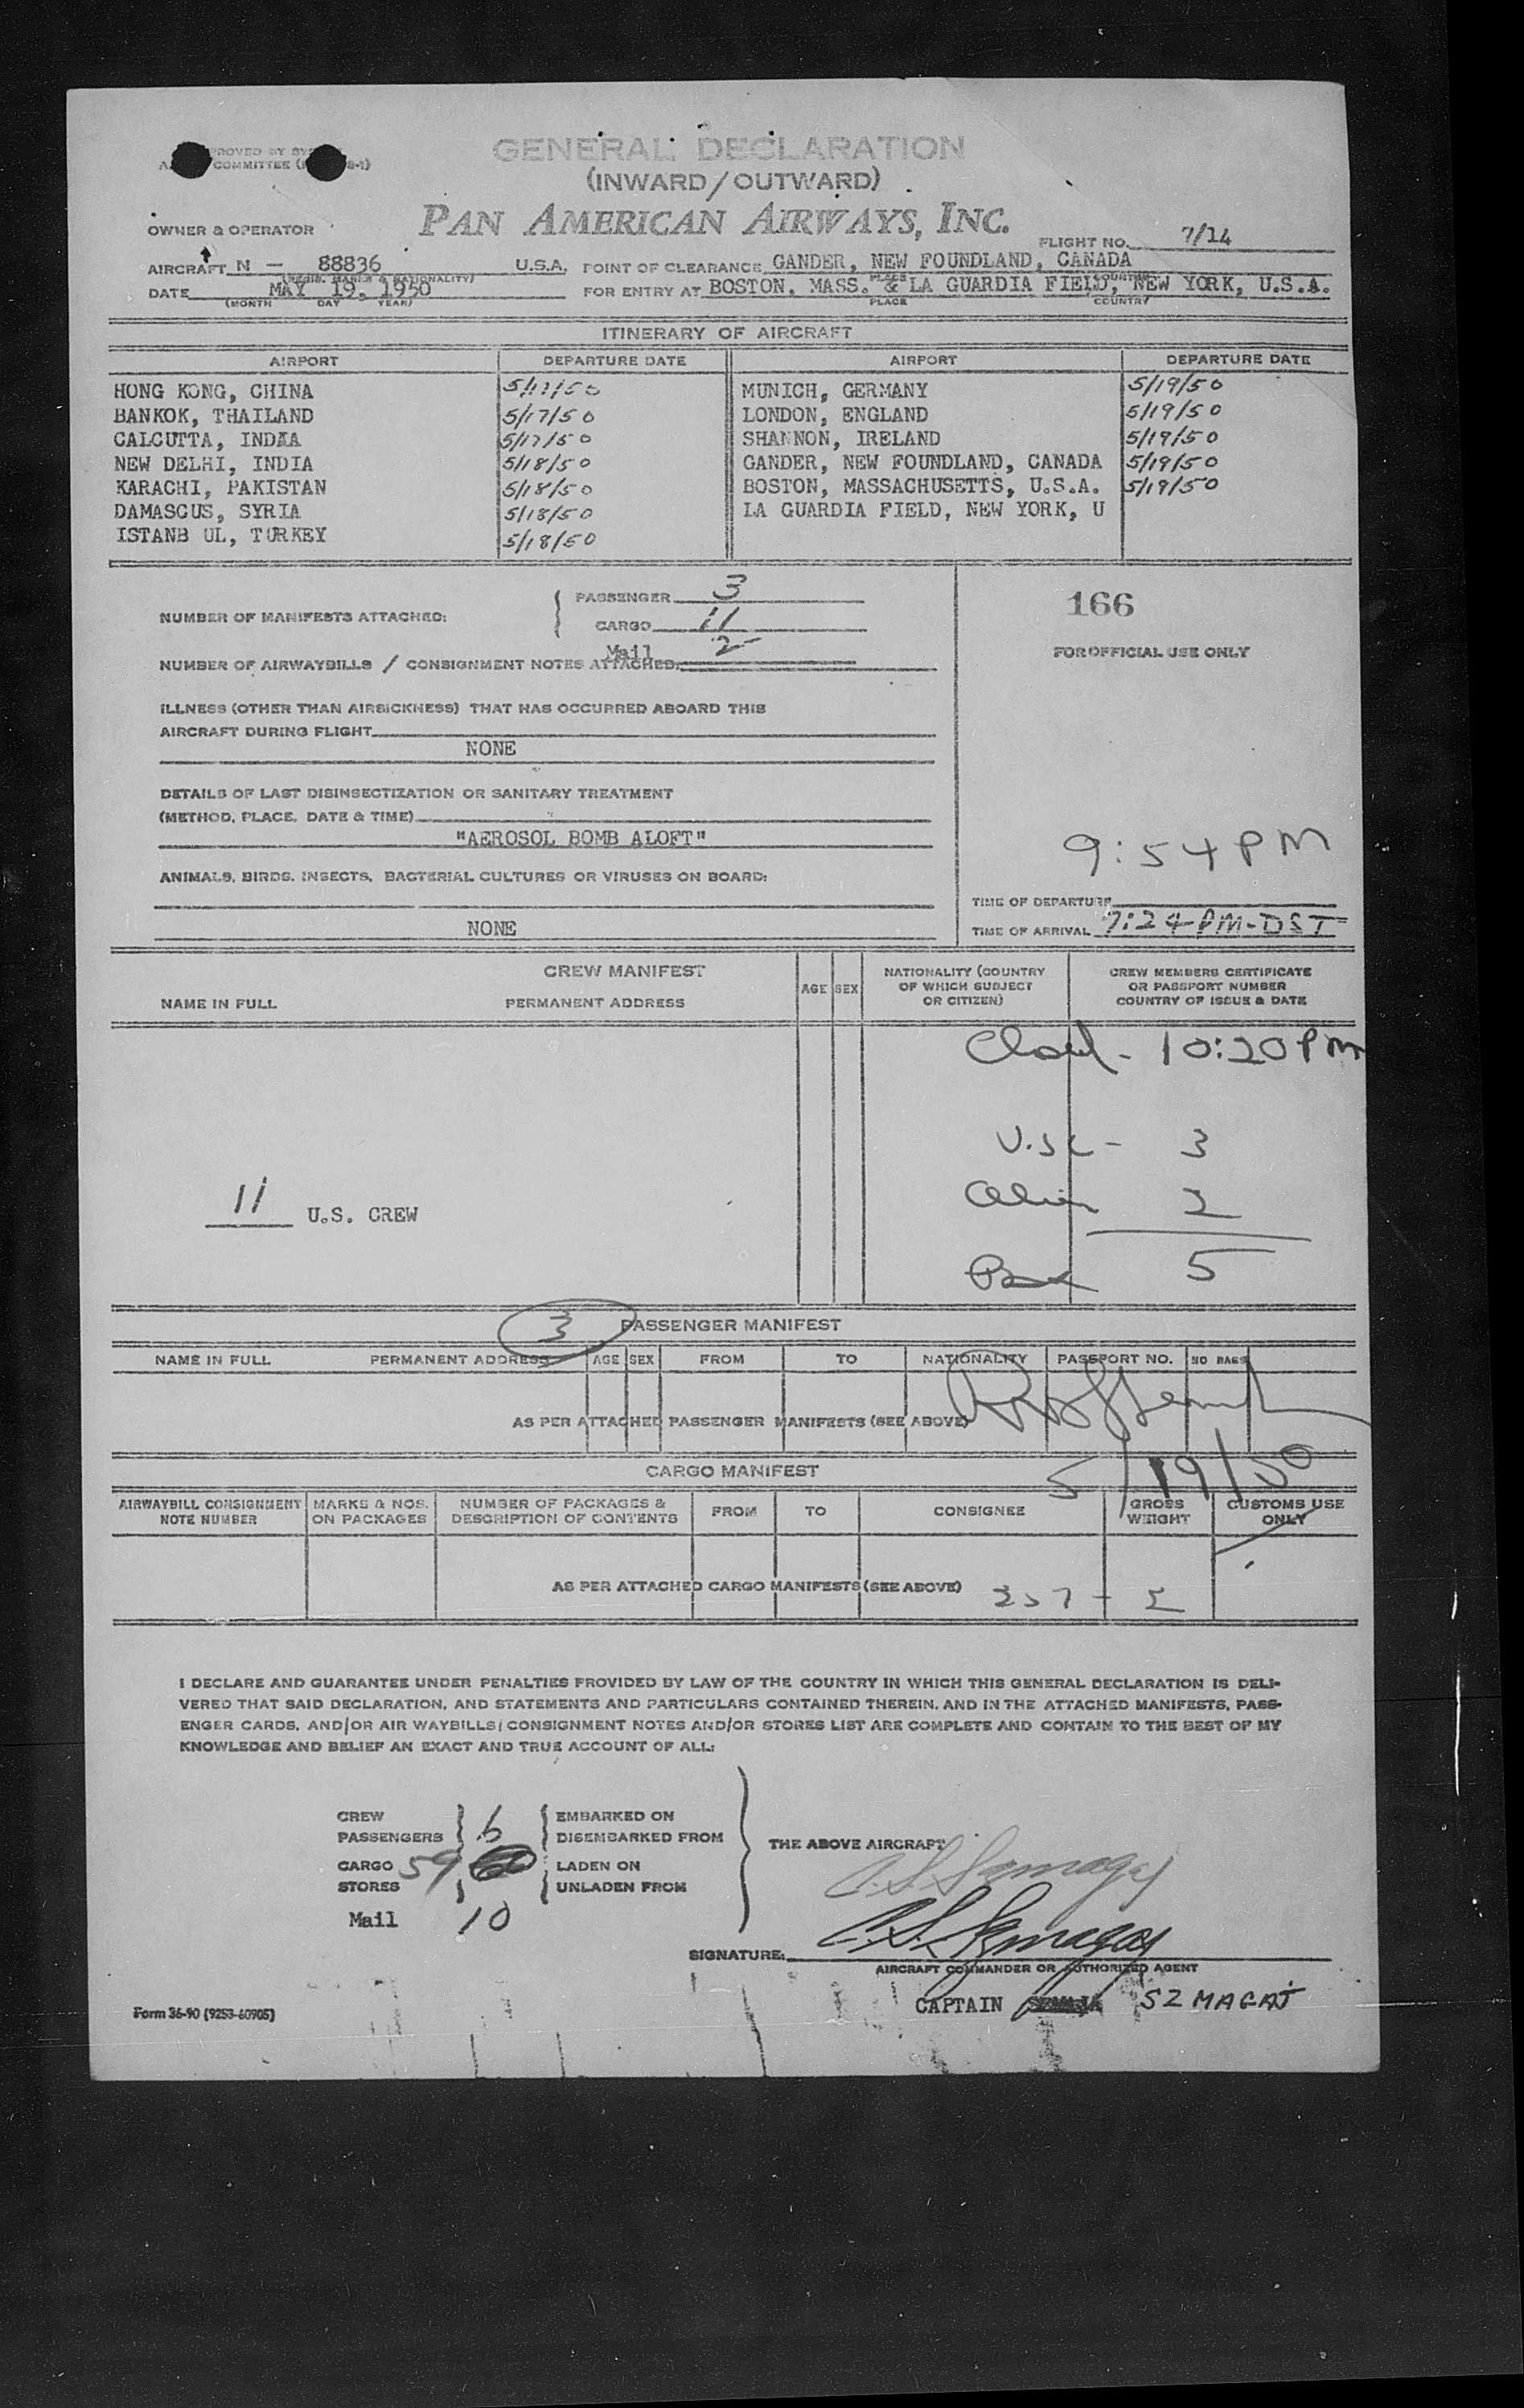 GENERAL DECLARATION
(INWARD/OUTWARD)
PAN AMERICAN AIRWAYS, INC.
OWNER & OPERATOR
FLIGHT NO. 7/14
AIRCRAFT N - 88836 U.S.A. POINT OF CLEARANCE GANDER, NEW FOUNDLAND, CANADA
DATE MAY 19, 1950 FOR ENTRY AT BOSTON, MASS. & LA GUARDIA FIELD, NEW YORK, U.S.A.
(MONTH DAY YEAR) PLACE COUNTRY
ITINERARY OF AIRCRAFT
AIRPORT DEPARTURE DATE AIRPORT DEPARTURE DATE
HONG KONG, CHINA 5/17/50 MUNICH, GERMANY 5/19/50
BANKOK, THAILAND 5/17/50 LONDON, ENGLAND 5/19/50
CALCUTTA, INDIA 5/17/50 SHANNON, IRELAND 5/19/50
NEW DELHI, INDIA 5/18/50 GANDER, NEW FOUNDLAND, CANADA 5/19/50
KARACHI, PAKISTAN 5/18/50 BOSTON, MASSACHUSETTS, U.S.A. 5/19/50
DAMASCUS, SYRIA 5/18/50 LA GUARDIA FIELD, NEW YORK, U
ISTANB UL, TURKEY 5/18/50
NUMBER OF MANIFESTS ATTACHED: PASSENGER 3
CARGO 11
Mail 2
166
FOR OFFICIAL USE ONLY
NUMBER OF AIRWAYBILLS / CONSIGNMENT NOTES ATTACHED:
ILLNESS (OTHER THAN AIRSICKNESS) THAT HAS OCCURRED ABOARD THIS
AIRCRAFT DURING FLIGHT
NONE
DETAILS OF LAST DISINSECTIZATION OR SANITARY TREATMENT
(METHOD, PLACE, DATE & TIME)
"AEROSOL BOMB ALOFT"
9:54 PM
ANIMALS, BIRDS, INSECTS, BACTERIAL CULTURES OR VIRUSES ON BOARD:
TIME OF DEPARTURE
NONE
TIME OF ARRIVAL 7:24 PM-DST
CREW MANIFEST
NAME IN FULL PERMANENT ADDRESS AGE SEX NATIONALITY (COUNTRY OF WHICH SUBJECT OR CITIZEN) CREW MEMBERS CERTIFICATE OR PASSPORT NUMBER COUNTRY OF ISSUE & DATE
10:20 PM
U.S.C - 3
11 U.S. CREW
Alien 2
5
3 PASSENGER MANIFEST
NAME IN FULL PERMANENT ADDRESS AGE SEX FROM TO NATIONALITY PASSPORT NO. NO BAGS
AS PER ATTACHED PASSENGER MANIFESTS (SEE ABOVE)
5/19/50
CARGO MANIFEST
AIRWAYBILL CONSIGNMENT NOTE NUMBER MARKS & NOS. ON PACKAGES NUMBER OF PACKAGES & DESCRIPTION OF CONTENTS FROM TO CONSIGNEE GROSS WEIGHT CUSTOMS USE ONLY
AS PER ATTACHED CARGO MANIFESTS (SEE ABOVE)
I DECLARE AND GUARANTEE UNDER PENALTIES PROVIDED BY LAW OF THE COUNTRY IN WHICH THIS GENERAL DECLARATION IS DELI-
VERED THAT SAID DECLARATION, AND STATEMENTS AND PARTICULARS CONTAINED THEREIN, AND IN THE ATTACHED MANIFESTS, PASS-
ENGER CARDS, AND/OR AIR WAYBILLS/CONSIGNMENT NOTES AND/OR STORES LIST ARE COMPLETE AND CONTAIN TO THE BEST OF MY
KNOWLEDGE AND BELIEF AN EXACT AND TRUE ACCOUNT OF ALL:
CREW EMBARKED ON
PASSENGERS DISEMBARKED FROM
THE ABOVE AIRCRAFT
CARGO 59 LADEN ON
STORES UNLADEN FROM
Mail 10
SIGNATURE:
AIRCRAFT COMMANDER OR AUTHORIZED AGENT
CAPTAIN SZMAGAJ
Form 36-90 (9253-60905)